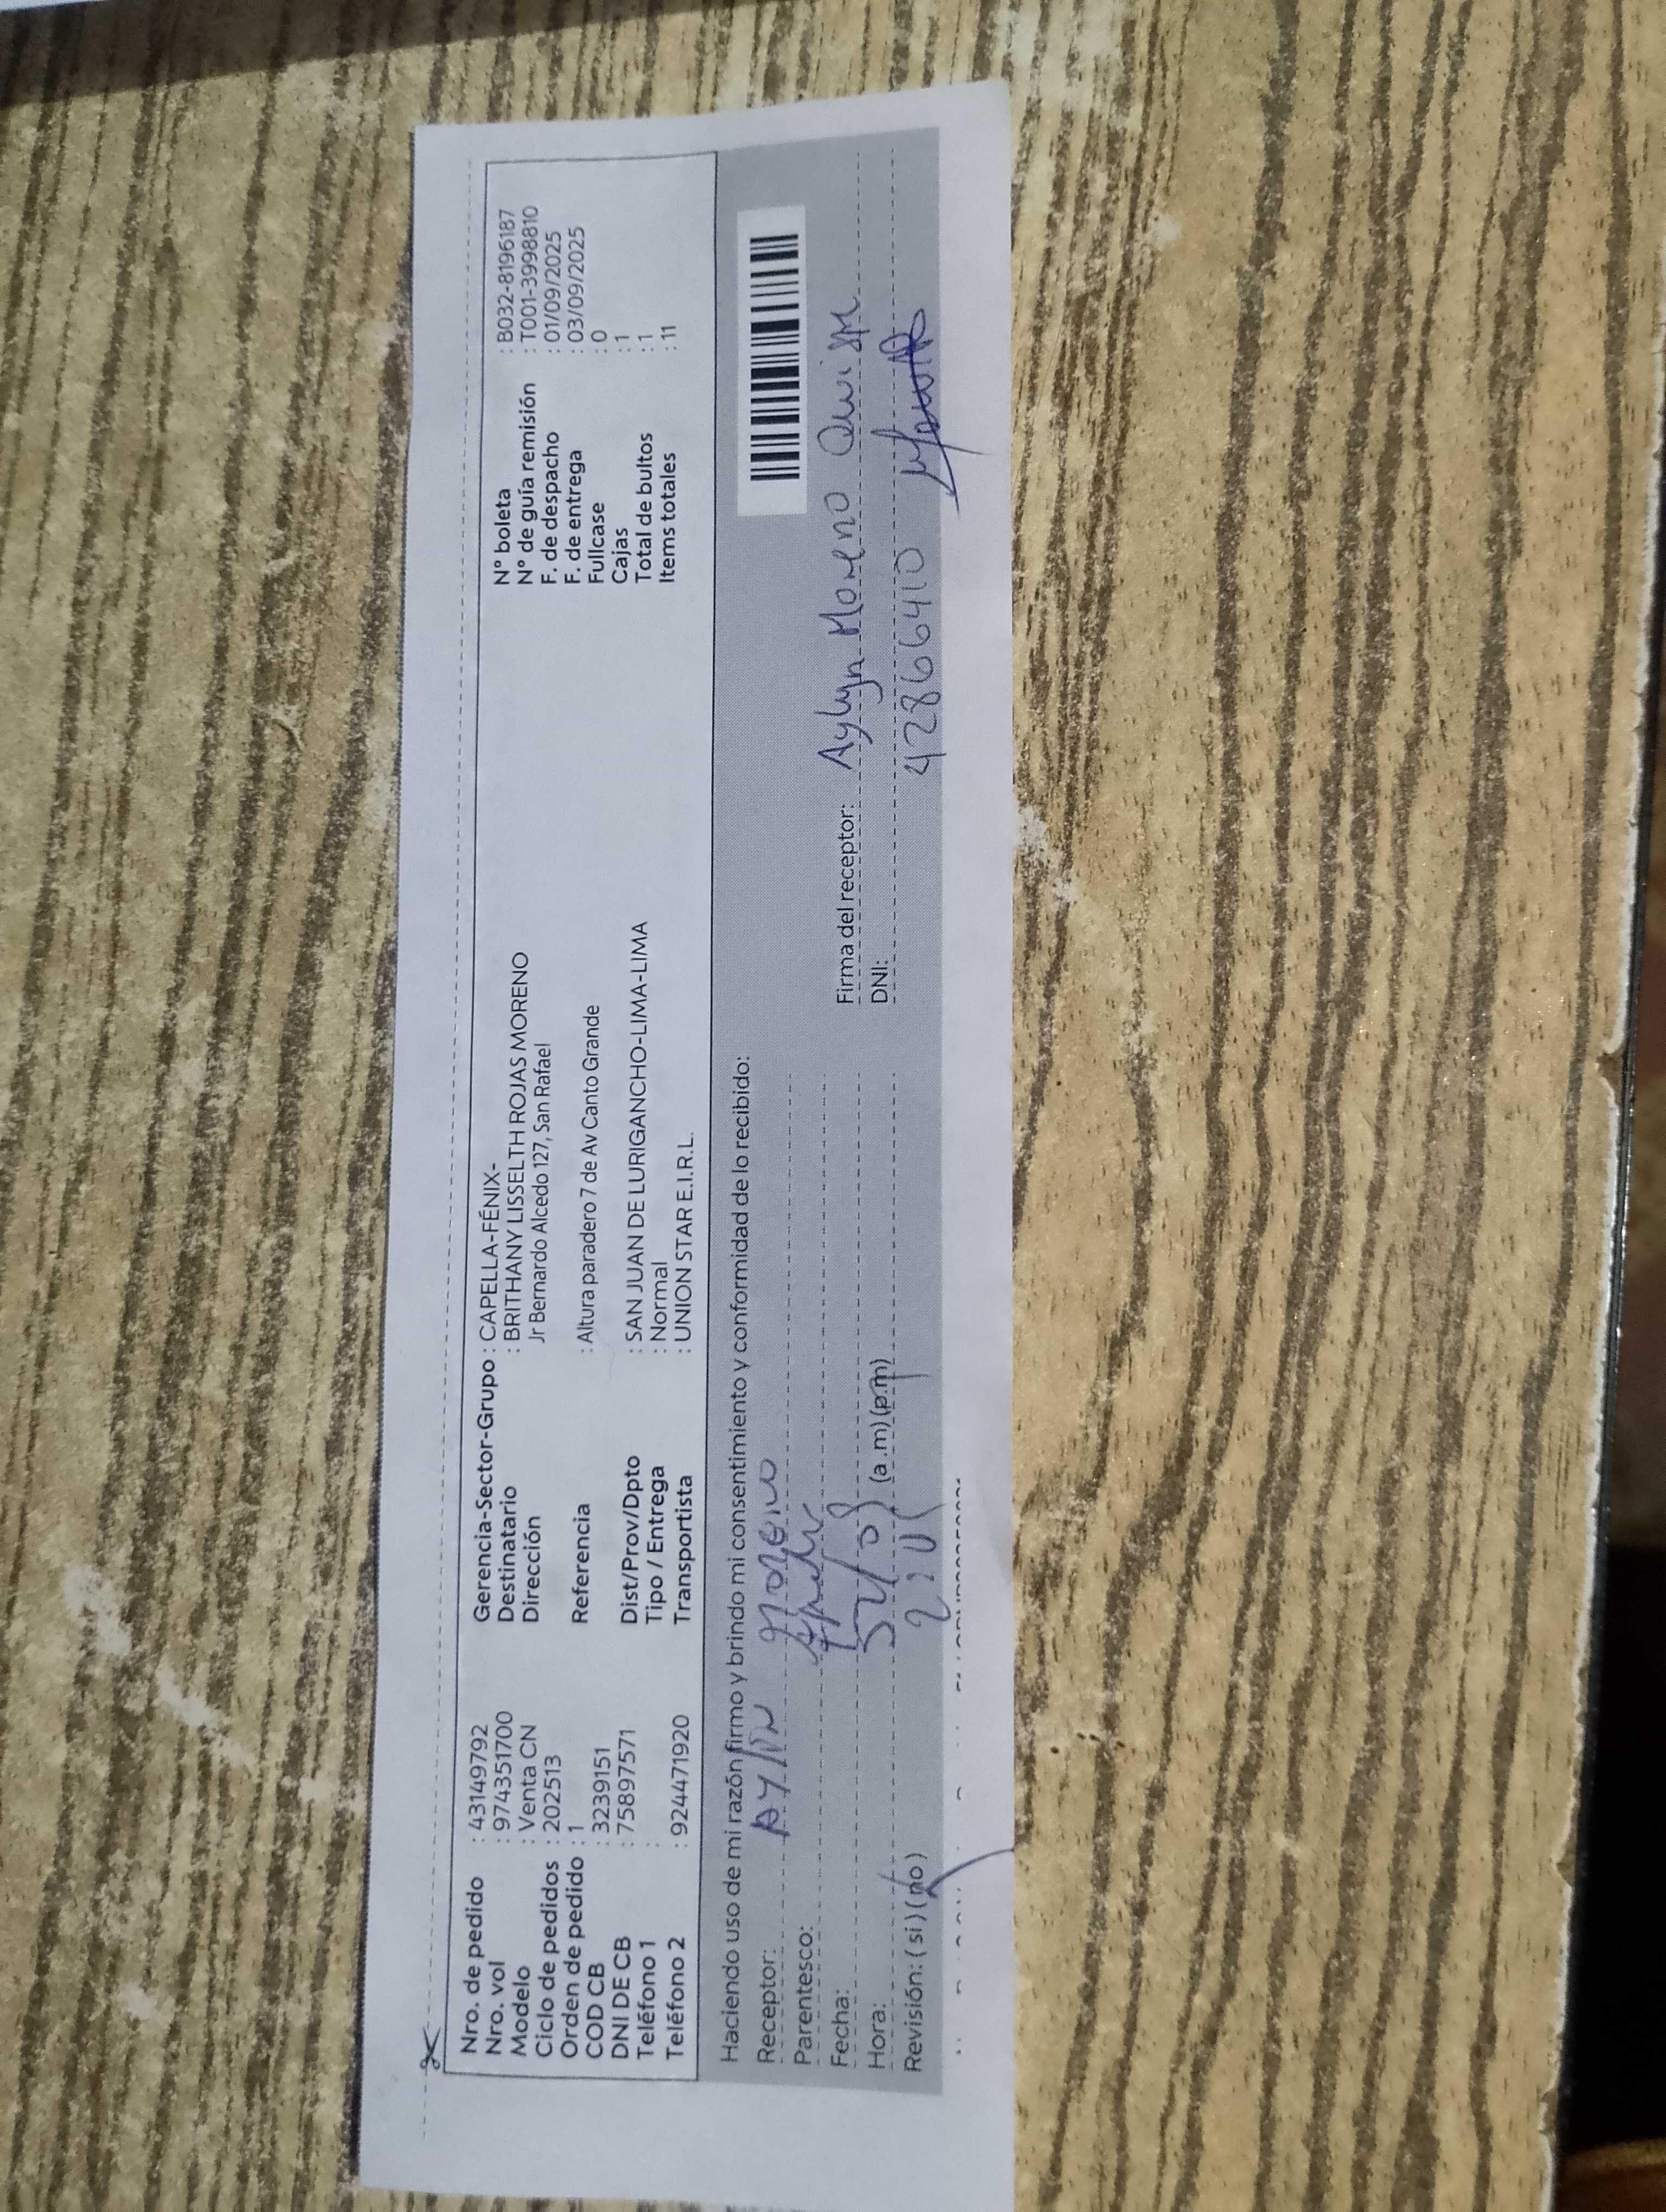 Nro. de pedido : 43149792
Nro. vol : 974351700
Modelo : Venta CN
Ciclo de pedidos : 202513
Orden de pedido : 1
COD CB : 3239151
DNI DE CB : 75897571
Teléfono 1 :
Teléfono 2 : 924471920
Gerencia-Sector-Grupo : CAPELLA-FÉNIX-
Destinatario : BRITHANY LISSELTH ROJAS MORENO
Dirección Jr Bernardo Alcedo 127, San Rafael
Referencia : Altura paradero 7 de Av Canto Grande
Dist/Prov/Dpto : SAN JUAN DE LURIGANCHO-LIMA-LIMA
Tipo / Entrega : Normal
Transportista : UNION STAR E.I.R.L.
N° boleta : B032-8196187
N° de guía remisión : T001-3998810
F. de despacho : 01/09/2025
F. de entrega : 03/09/2025
Fullcase : 0
Cajas : 1
Total de bultos : 1
Items totales : 11
Haciendo uso de mi razón firmo y brindo mi consentimiento y conformidad de lo recibido:
Receptor: Aylin moreno
Parentesco:
Fecha:
Hora: (a .m) (p.m)
Revisión: ( si ) (no )
Firma del receptor: Aylyn Moreno
DNI: 42866410